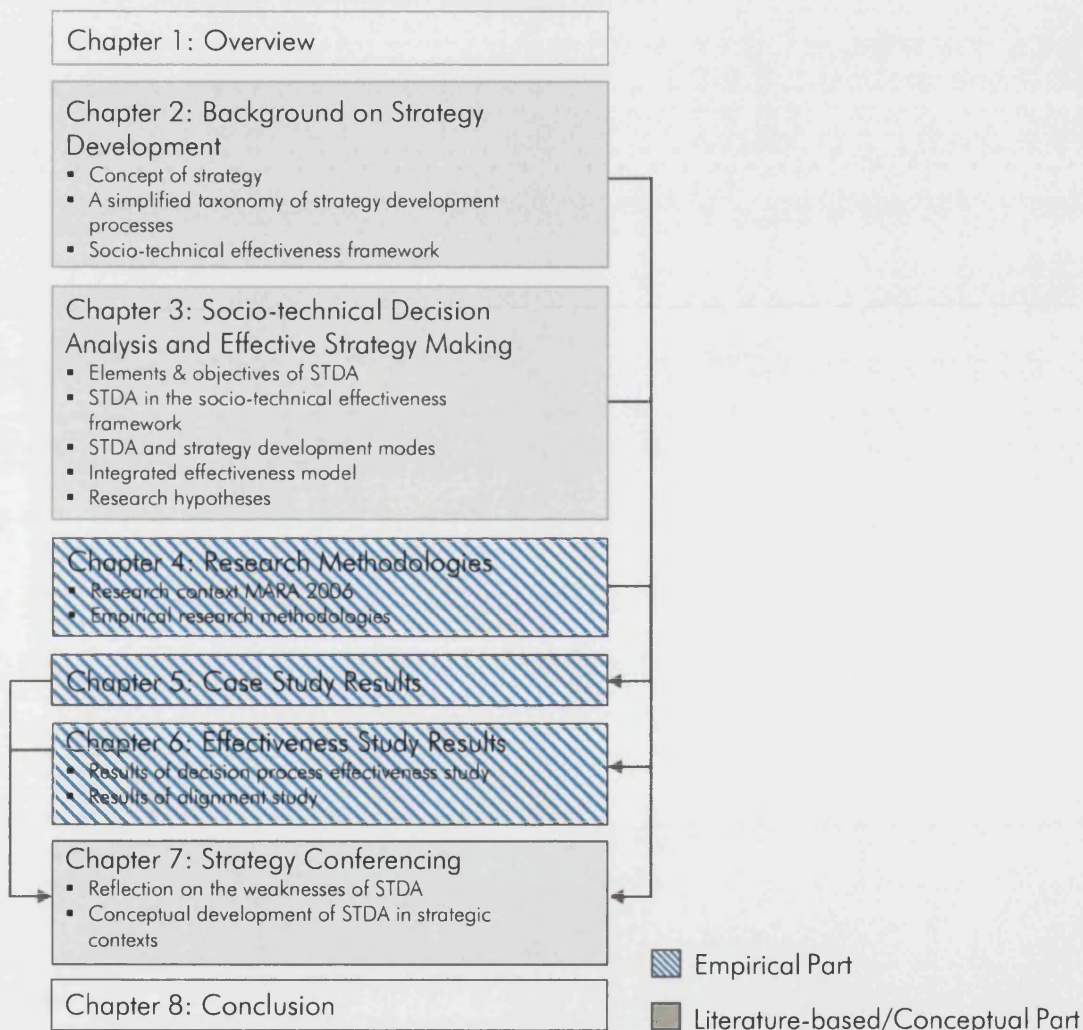 Chapter 1: Overview
Chapter 2: Background on Strategy
Development
▪ Concept of strategy
▪ A simplified taxonomy of strategy development
processes
▪ Socio-technical effectiveness framework
Chapter 3: Socio-technical Decision
Analysis and Effective Strategy Making
▪ Elements & objectives of STDA
▪ STDA in the socio-technical effectiveness
framework
▪ STDA and strategy development modes
▪ Integrated effectiveness model
▪ Research hypotheses
Chapter 4: Research Methodologies
▪ Research context MARA 2006
▪ Empirical research methodologies
Chapter 5: Case Study Results
Chapter 6: Effectiveness Study Results
▪ Results of decision process effectiveness study
▪ Results of alignment study
Chapter 7: Strategy Conferencing
▪ Reflection on the weaknesses of STDA
▪ Conceptual development of STDA in strategic
contexts
Chapter 8: Conclusion
Empirical Part
Literature-based/Conceptual Part